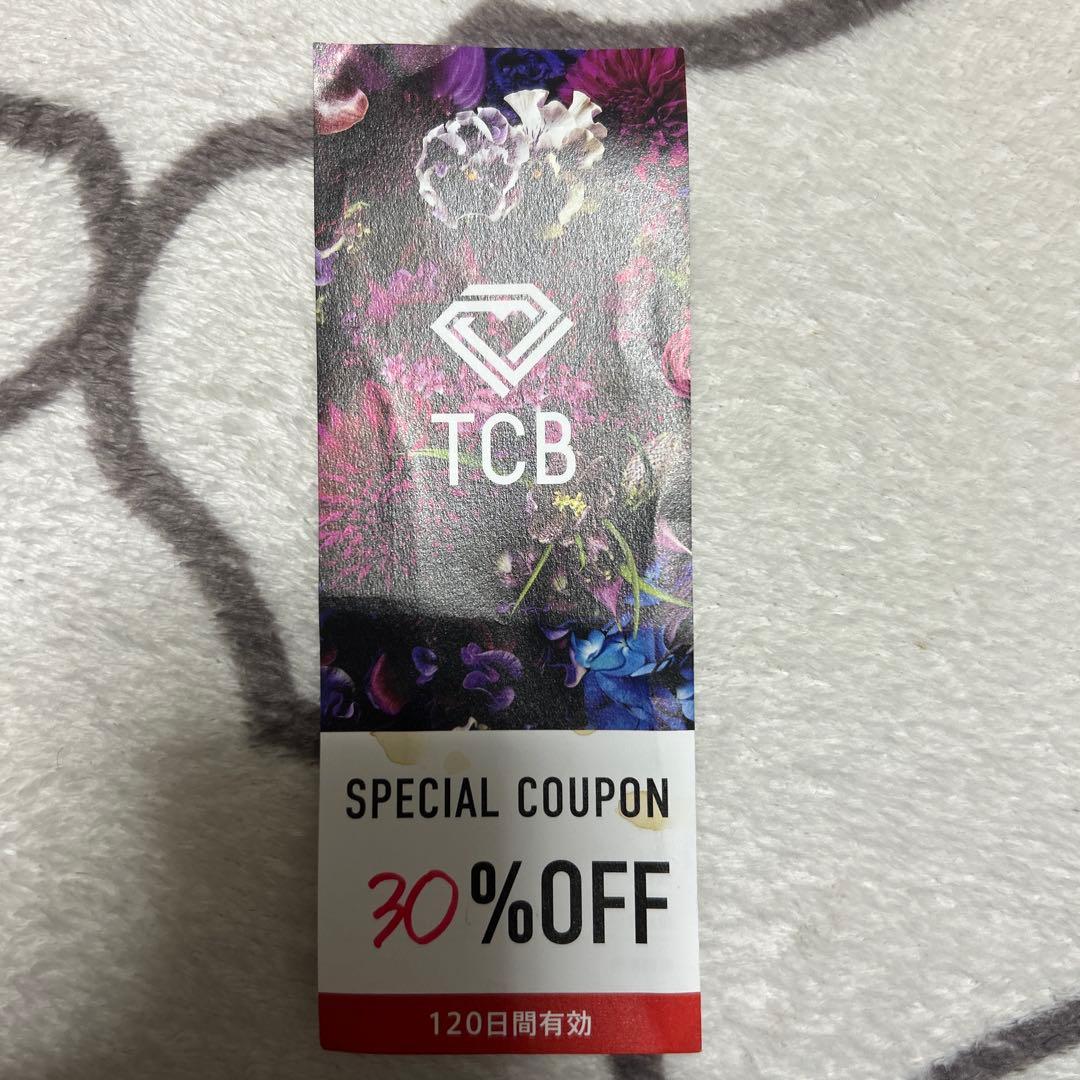 TCB
SPECIAL COUPON
30%OFF
120日間有効